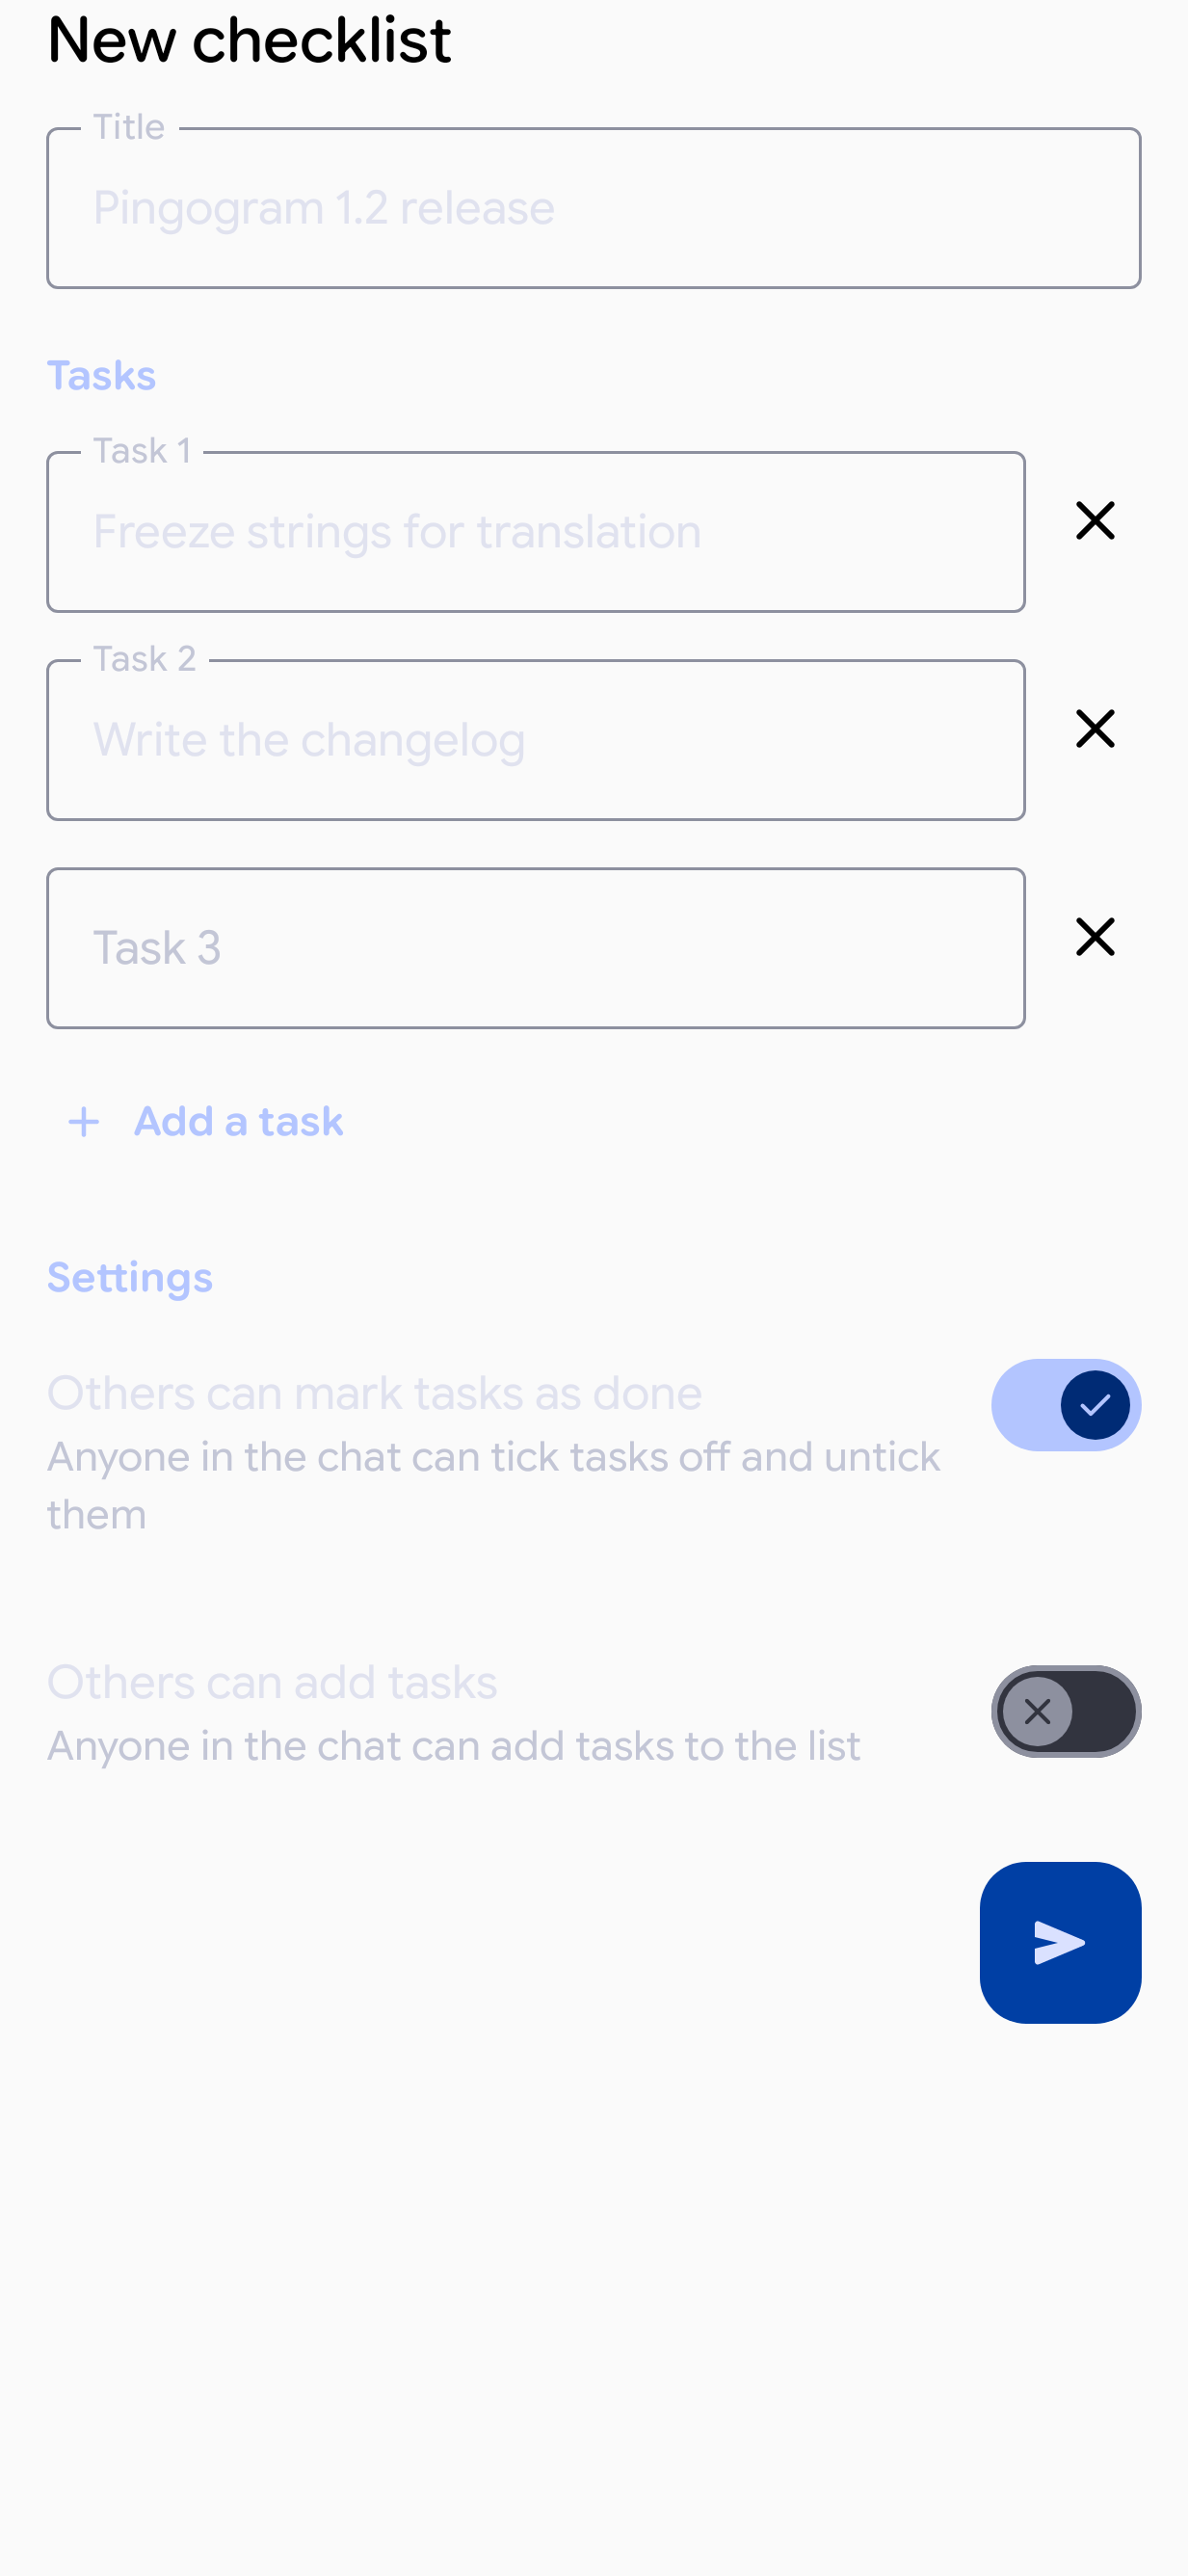 New checklist
Title
Pingogram 1.2 release
Tasks
Task 1
Freeze strings for translation
Task 2
Write the changelog
Task 3
Add a task
Settings
Others can mark tasks as done
Anyone in the chat can tick tasks off and untick
them
Others can add tasks
Anyone in the chat can add tasks to the list